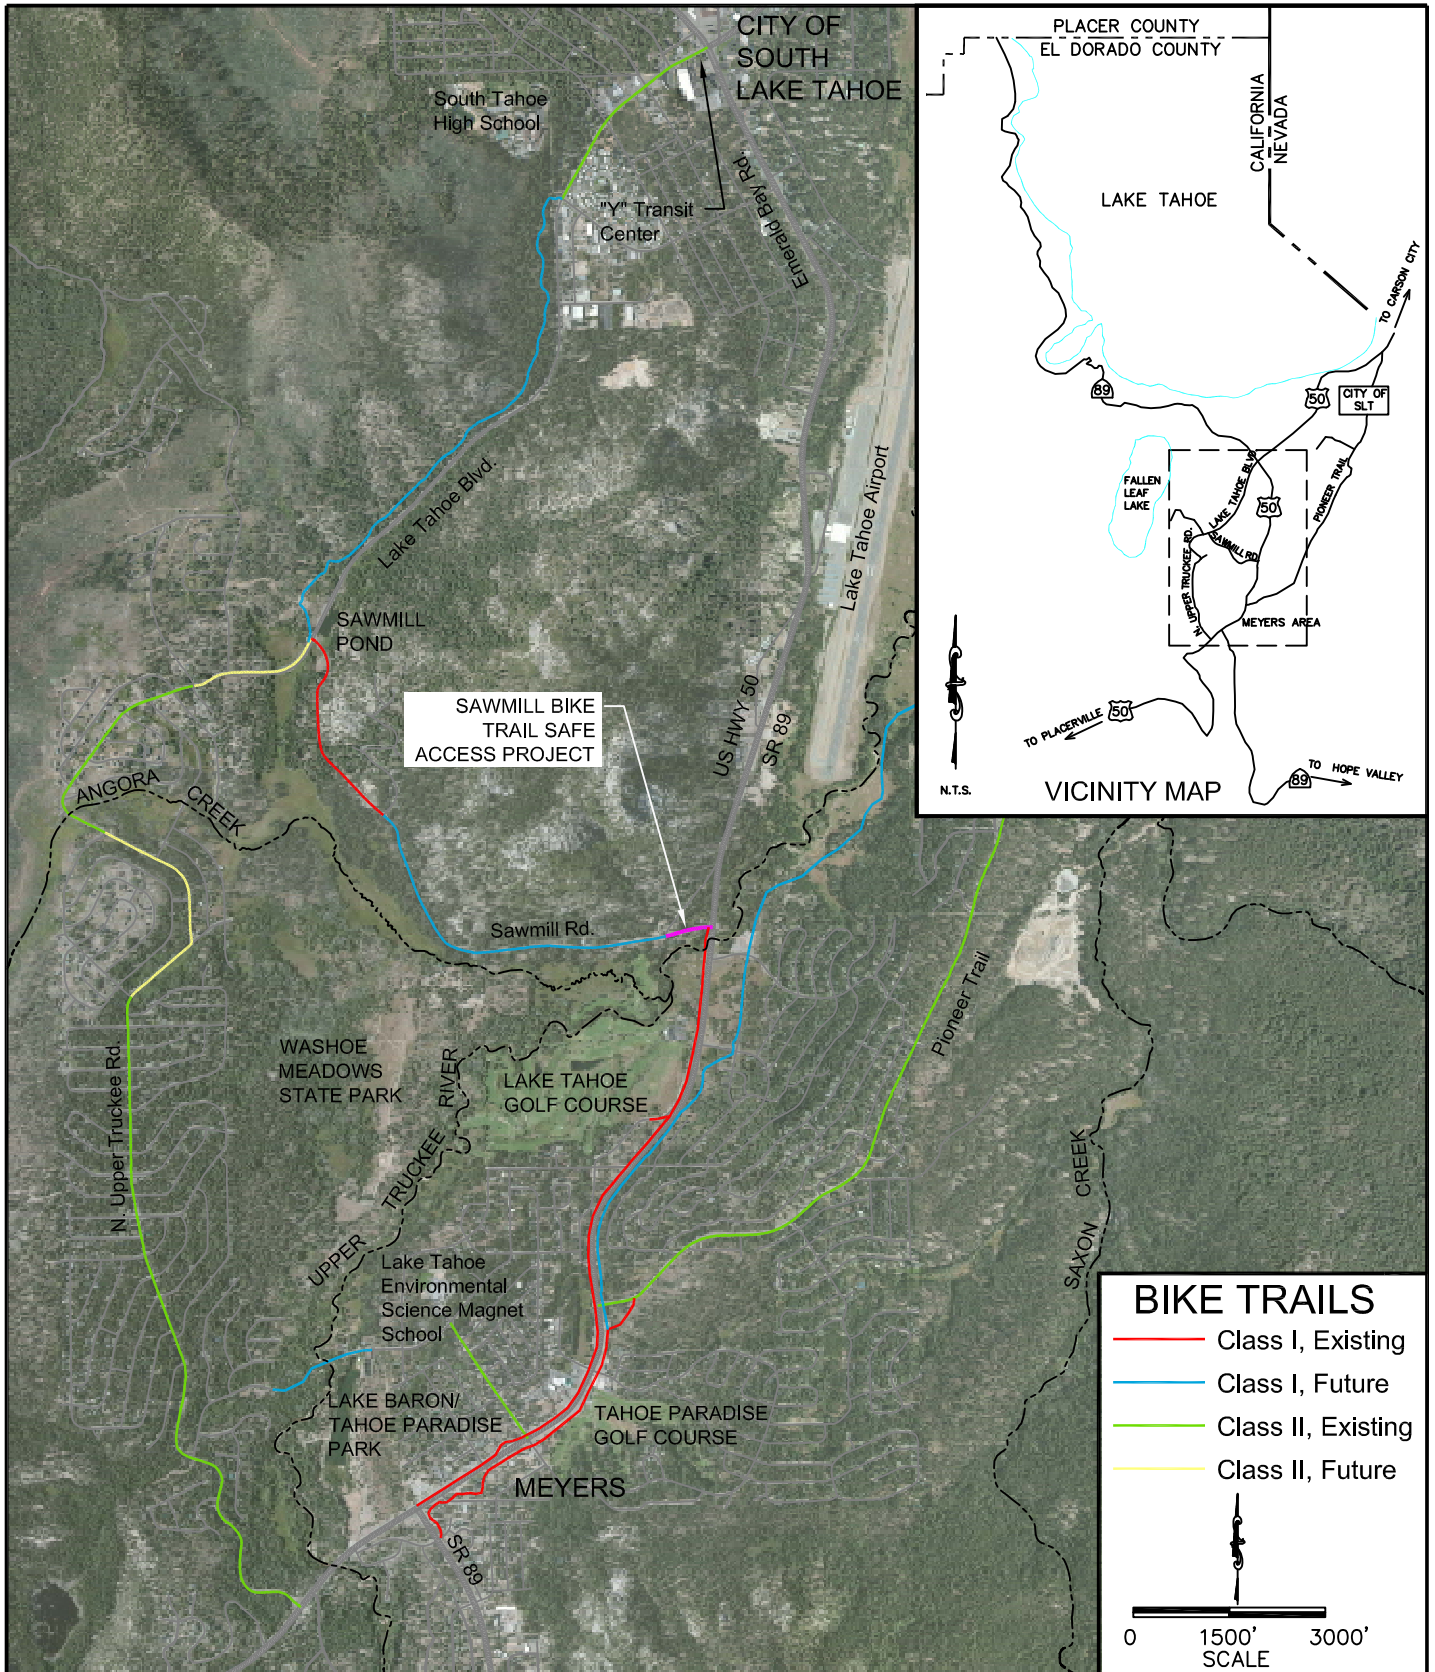 CITY OF
SOUTH
LAKE TAHOE
South Tahoe
High School
"Y" Transit
Center
Emerald Bay Rd.
Lake Tahoe Blvd.
Lake Tahoe Airport
SAWMILL
POND
SAWMILL BIKE
TRAIL SAFE
ACCESS PROJECT
US HWY 50
SR 89
ANGORA
CREEK
Sawmill Rd.
Pioneer Trail
N. Upper Truckee Rd.
WASHOE
MEADOWS
STATE PARK
LAKE TAHOE
GOLF COURSE
UPPER
TRUCKEE
RIVER
Lake Tahoe
Environmental
Science Magnet
School
LAKE BARON/
TAHOE PARADISE
PARK
TAHOE PARADISE
GOLF COURSE
MEYERS
SR 89
SAXON
CREEK
PLACER COUNTY
EL DORADO COUNTY
CALIFORNIA
NEVADA
LAKE TAHOE
TO CARSON CITY
89
50
CITY OF
SLT
FALLEN
LEAF
LAKE
LAKE TAHOE BLVD
50
PIONEER TRAIL
SAWMILL RD
N. UPPER TRUCKEE RD.
MEYERS AREA
TO PLACERVILLE
50
89
TO HOPE VALLEY
N.T.S.
VICINITY MAP
BIKE TRAILS
Class I, Existing
Class I, Future
Class II, Existing
Class II, Future
0 1500' 3000'
SCALE